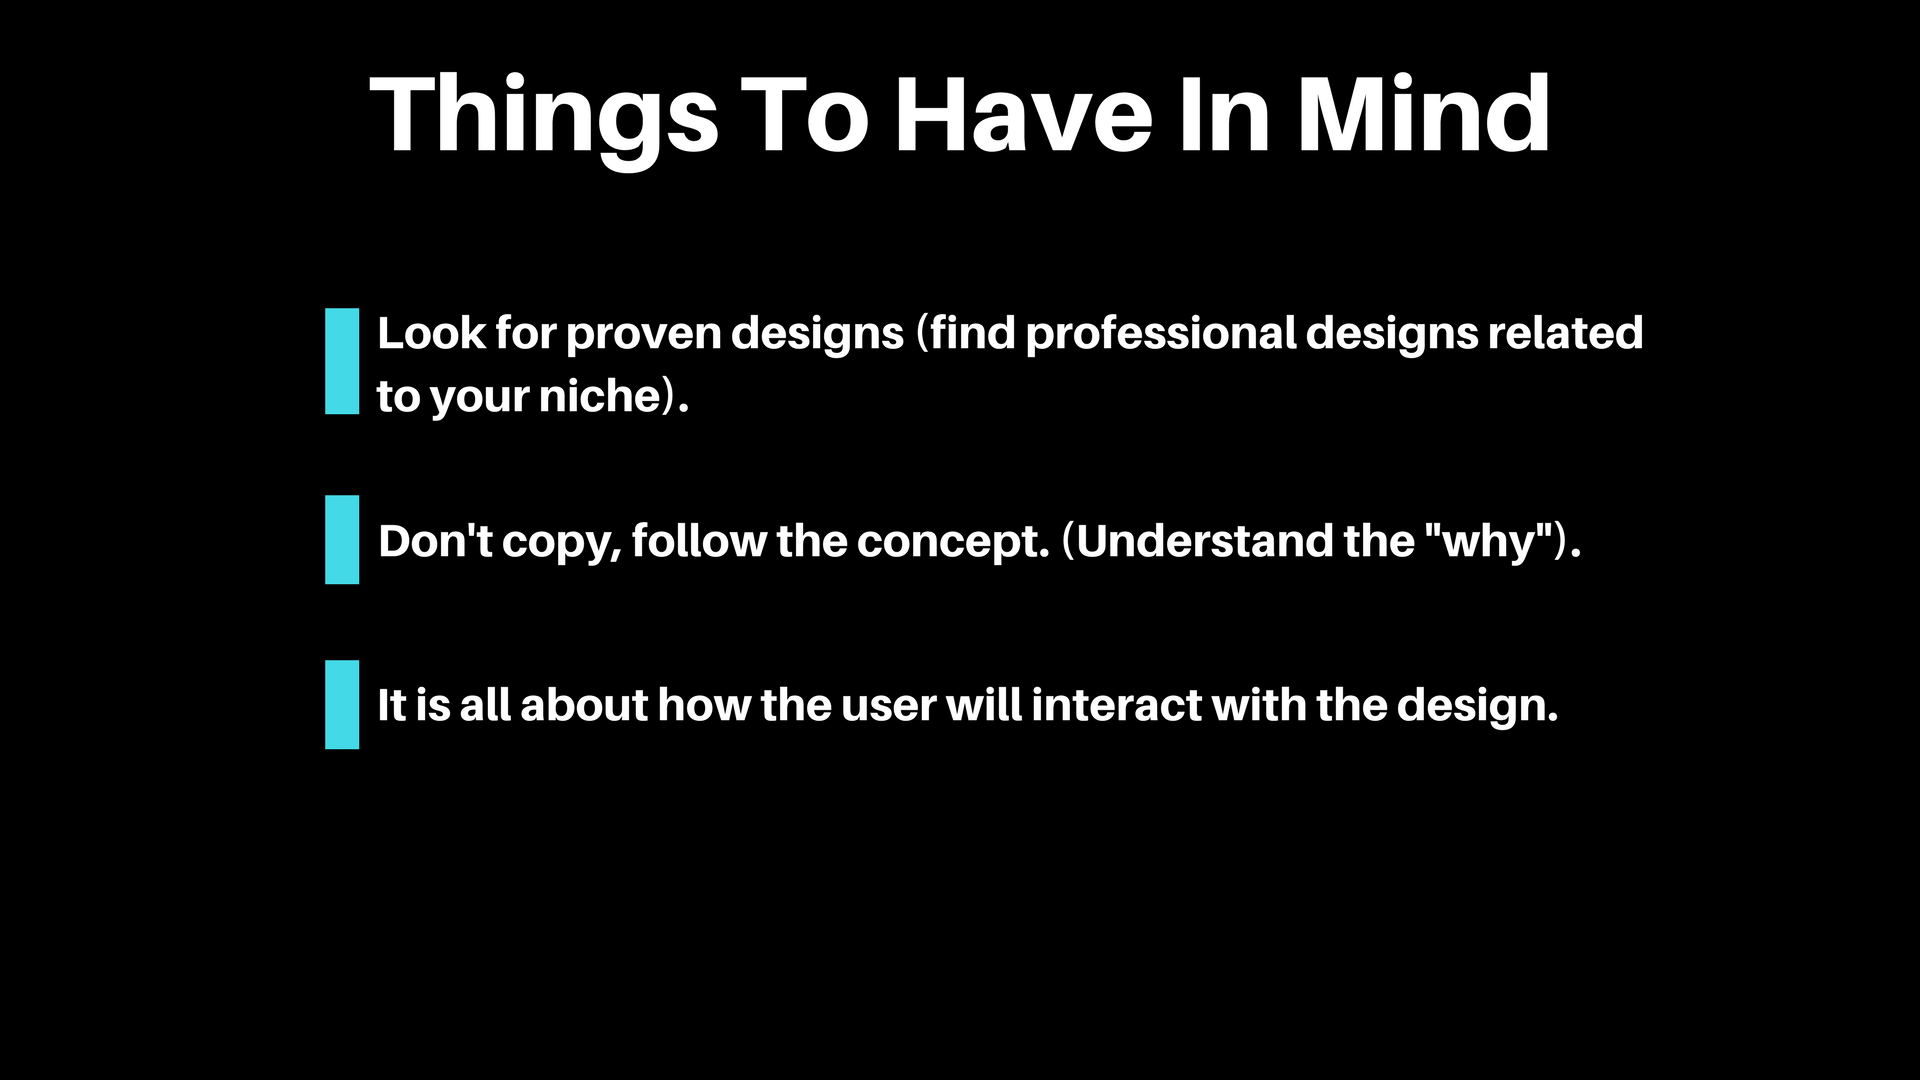 Things To Have In Mind
Look for proven designs (find professional designs related
to your niche).
Don't copy, follow the concept. (Understand the "why").
It is all about how the user will interact with the design.